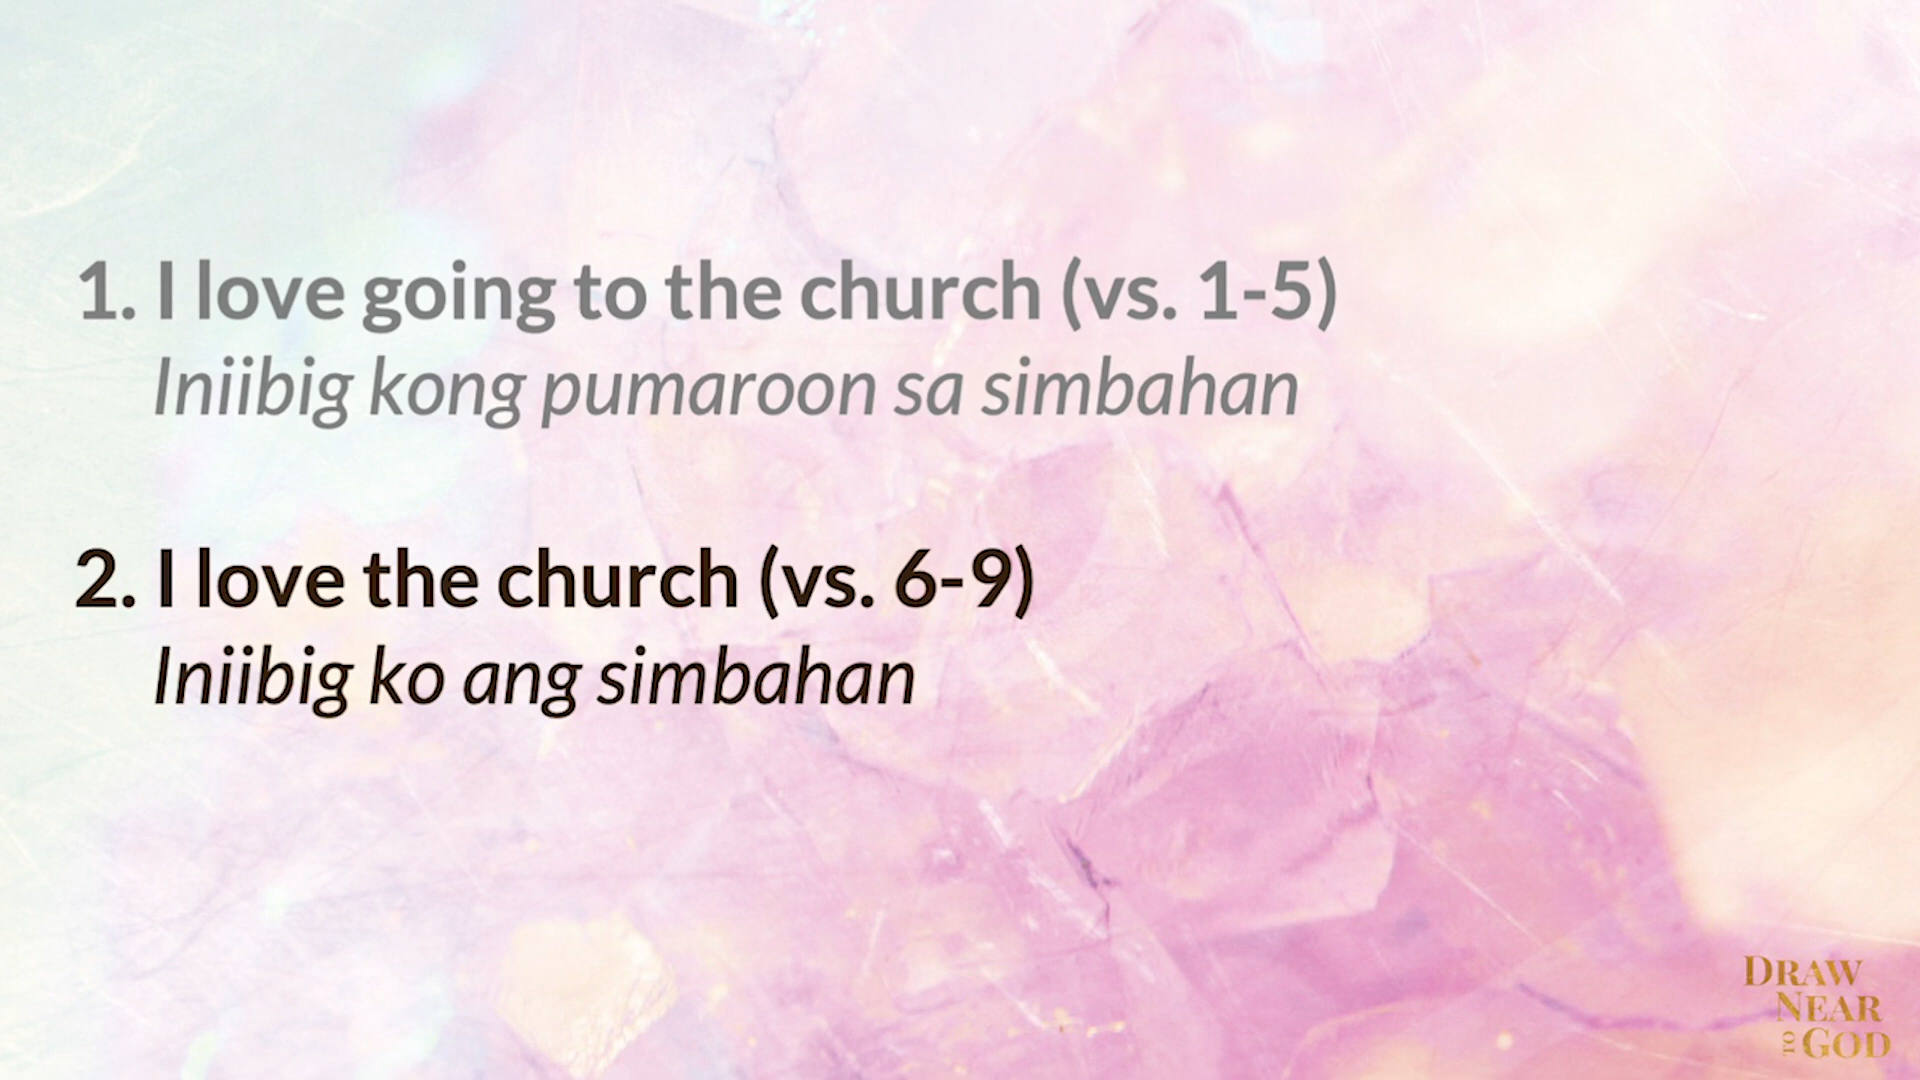 1. I love going to the church (vs. 1-5)
Iniibig kong pumaroon sa simbahan
2. I love the church (vs. 6-9)
Iniibig ko ang simbahan
DRAW
NEAR
TO GOD